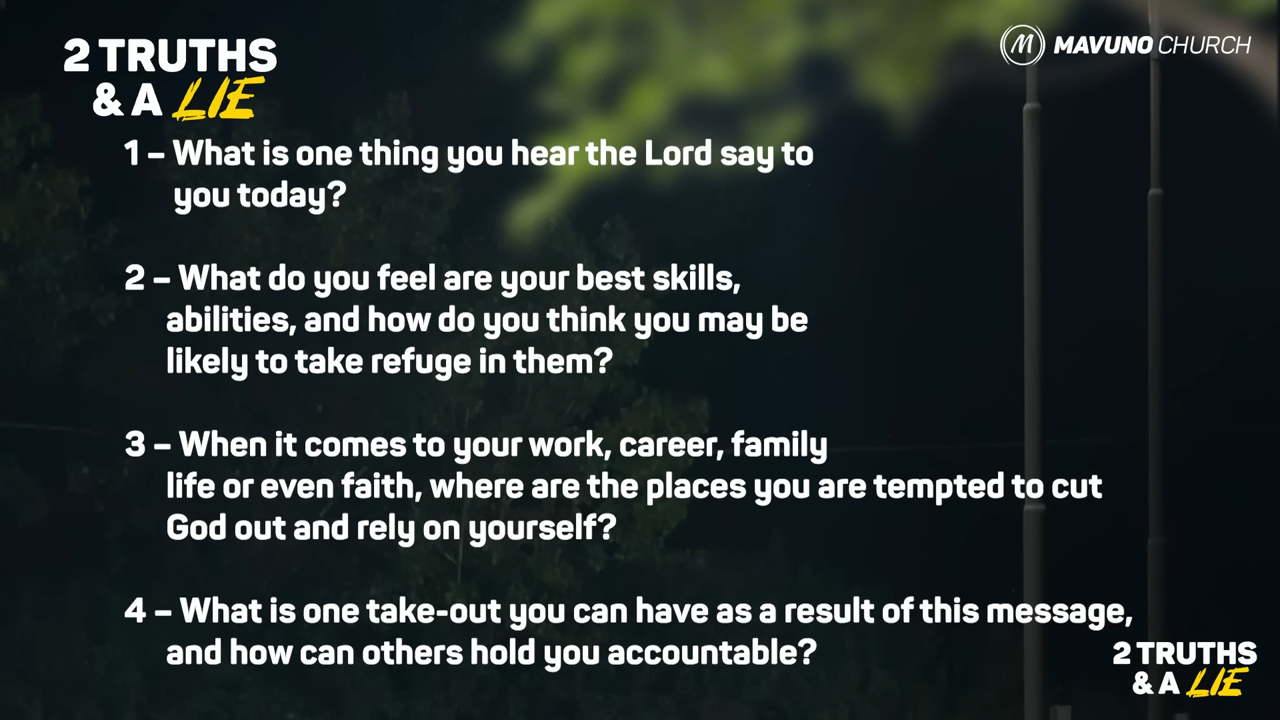 2 TRUTHS
& A LIE
MAVUNO CHURCH
1 – What is one thing you hear the Lord say to
you today?
2 – What do you feel are your best skills,
abilities, and how do you think you may be
likely to take refuge in them?
3 – When it comes to your work, career, family
life or even faith, where are the places you are tempted to cut
God out and rely on yourself?
4 – What is one take-out you can have as a result of this message,
and how can others hold you accountable?
2 TRUTHS
& A LIE